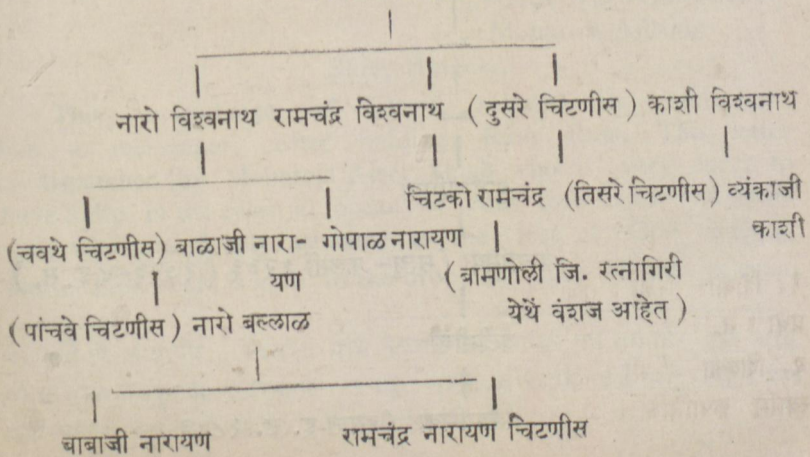 नारो विश्वनाथ रामचंद्र विश्वनाथ ( दुसरे चिटणीस ) काशी विश्वनाथ
चिटको रामचंद्र (तिसरे चिटणीस) व्यंकाजी
काशी
(चवथे चिटणीस) बाळाजी नारा- गोपाळ नारायण
यण
( बामणोली जि. रत्नागिरी
येथें वंशज आहेत )
(पांचवे चिटणीस ) नारो बल्लाळ
बाबाजी नारायण रामचंद्र नारायण चिटणीस